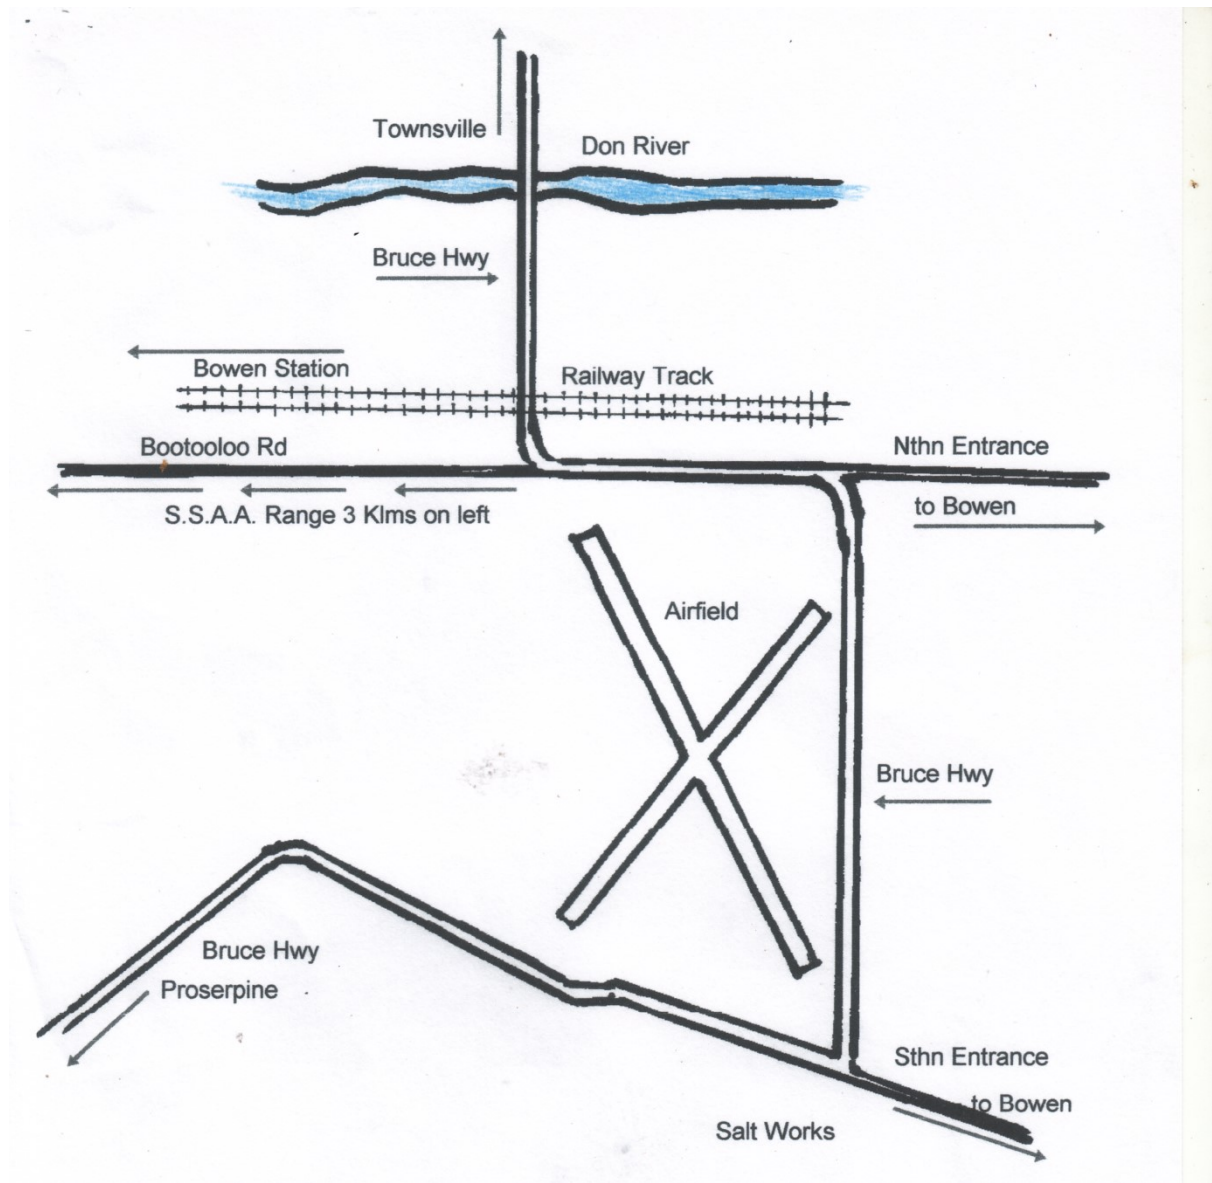 Townsville
Don River
Bruce Hwy
Bowen Station
Railway Track
Bootooloo Rd
Nthn Entrance
S.S.A.A. Range 3 Klms on left
to Bowen
Airfield
Bruce Hwy
Bruce Hwy
Proserpine
Sthn Entrance
to Bowen
Salt Works